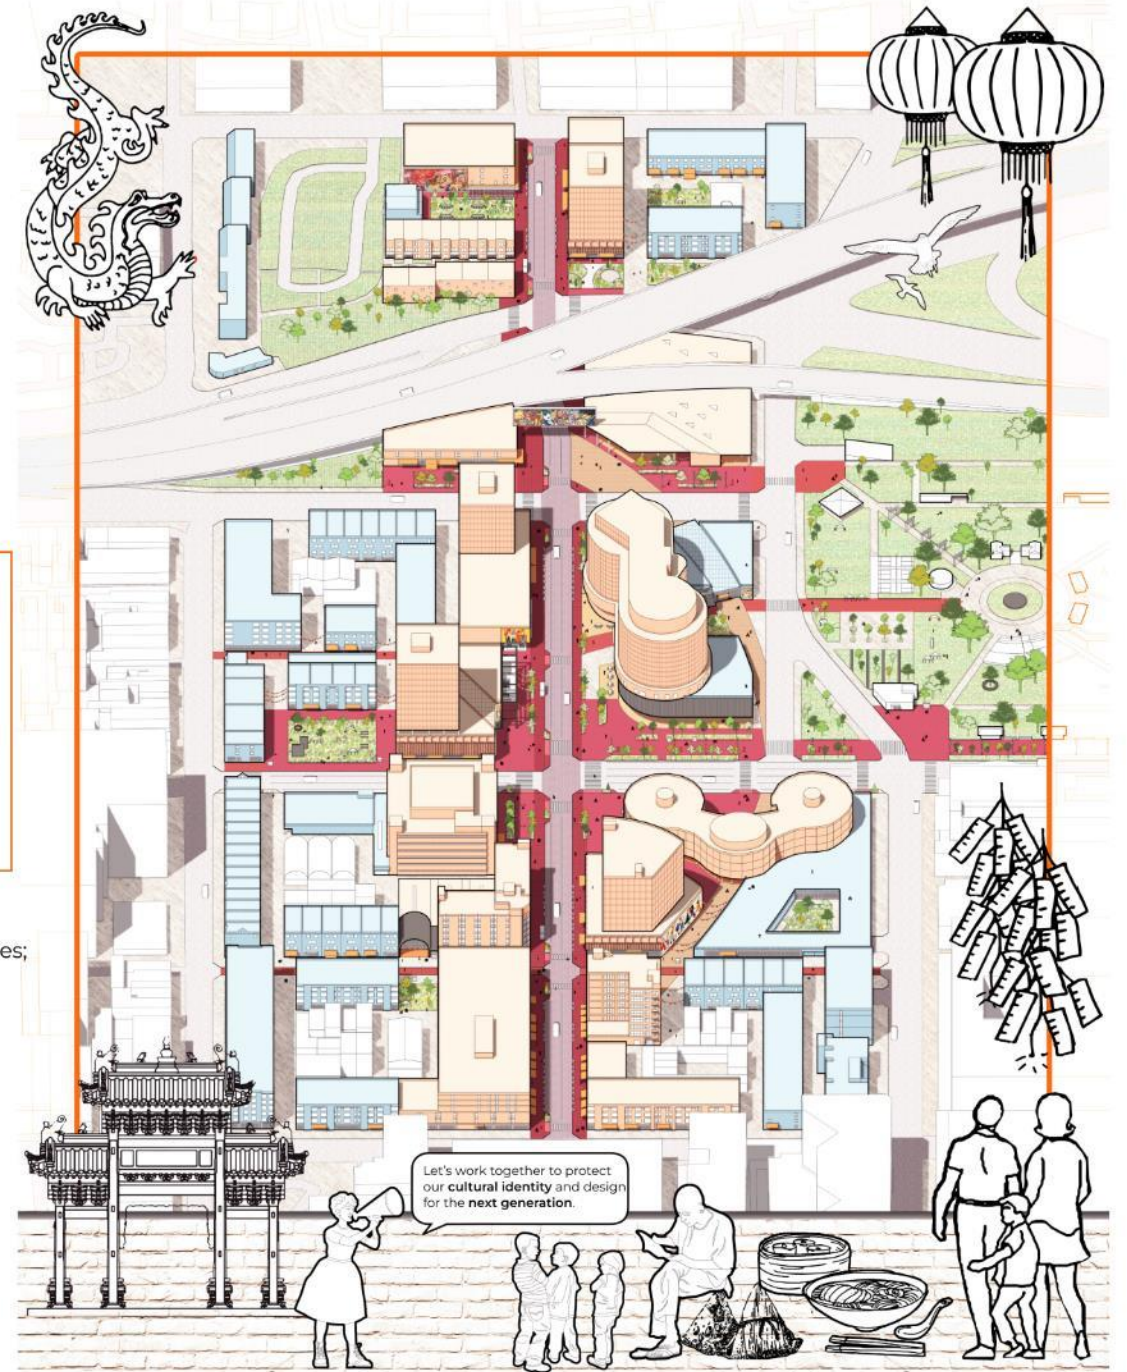 es;
Let's work together to protect
our cultural identity and design
for the next generation.